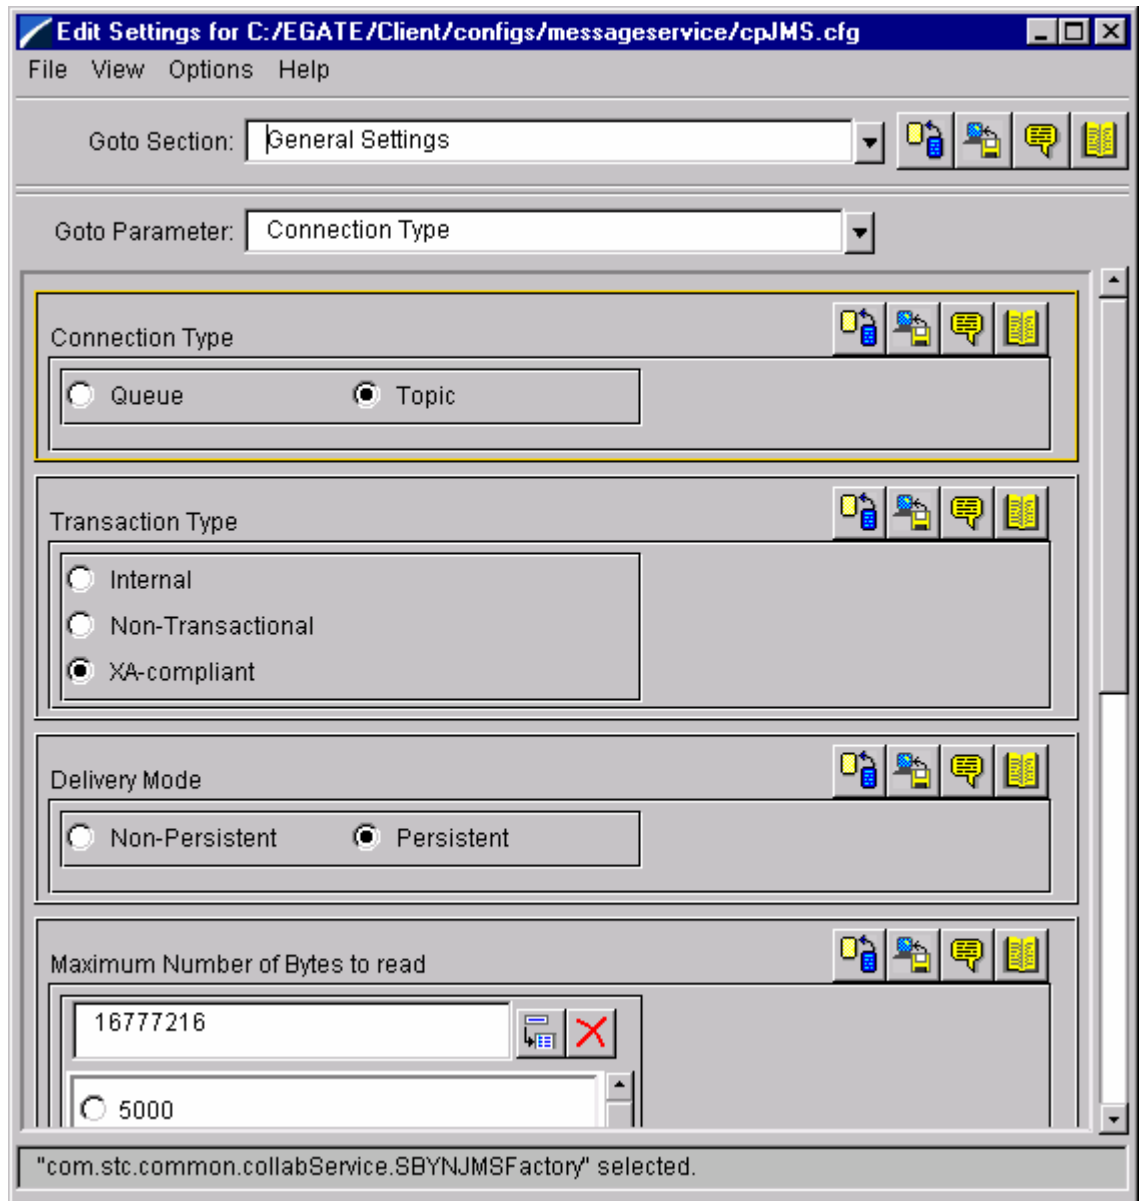 Edit Settings for C:/EGATE/Client/configs/messageservice/cpJMS.cfg
File View Options Help
Goto Section: General Settings
Goto Parameter: Connection Type
Connection Type
Queue Topic
Transaction Type
Internal
Non-Transactional
XA-compliant
Delivery Mode
Non-Persistent Persistent
Maximum Number of Bytes to read
16777216
5000
"com.stc.common.collabService.SBYNJMSFactory" selected.